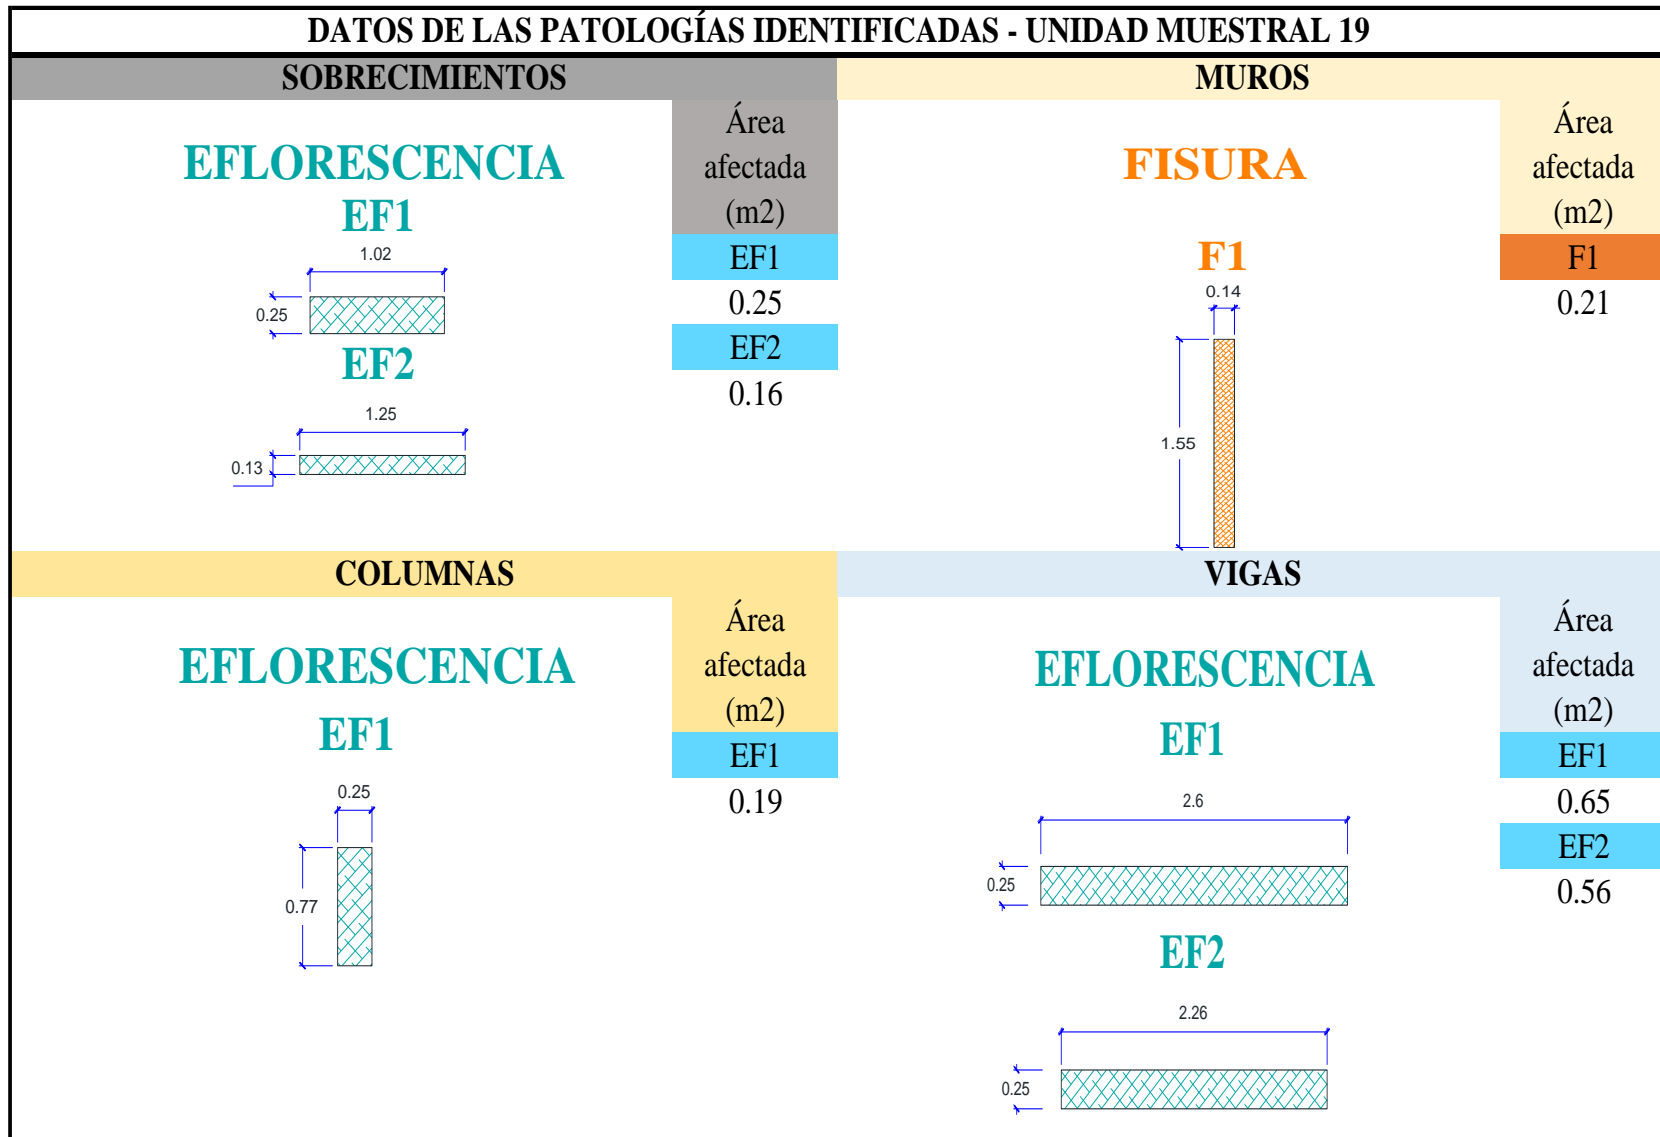 DATOS DE LAS PATOLOGÍAS IDENTIFICADAS - UNIDAD MUESTRAL 19
SOBRECIMIENTOS
EFLORESCENCIA
EF1
1.02
0.25
EF2
1.25
0.13
Área
afectada
(m2)
EF1
0.25
EF2
0.16
MUROS
FISURA
F1
0.14
1.55
Área
afectada
(m2)
F1
0.21
COLUMNAS
EFLORESCENCIA
EF1
0.25
0.77
Área
afectada
(m2)
EF1
0.19
VIGAS
EFLORESCENCIA
EF1
2.6
0.25
EF2
2.26
0.25
Área
afectada
(m2)
EF1
0.65
EF2
0.56